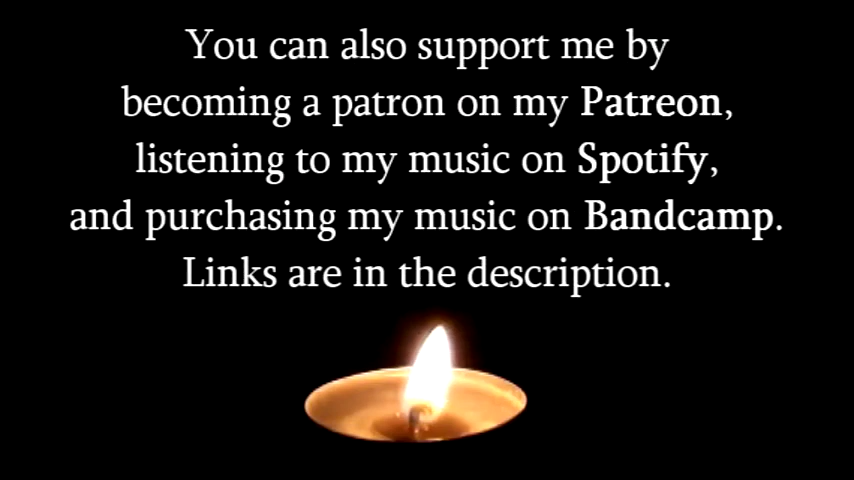 You can also support me by
becoming a patron on my Patreon,
listening to my music on Spotify,
and purchasing my music on Bandcamp.
Links are in the description.